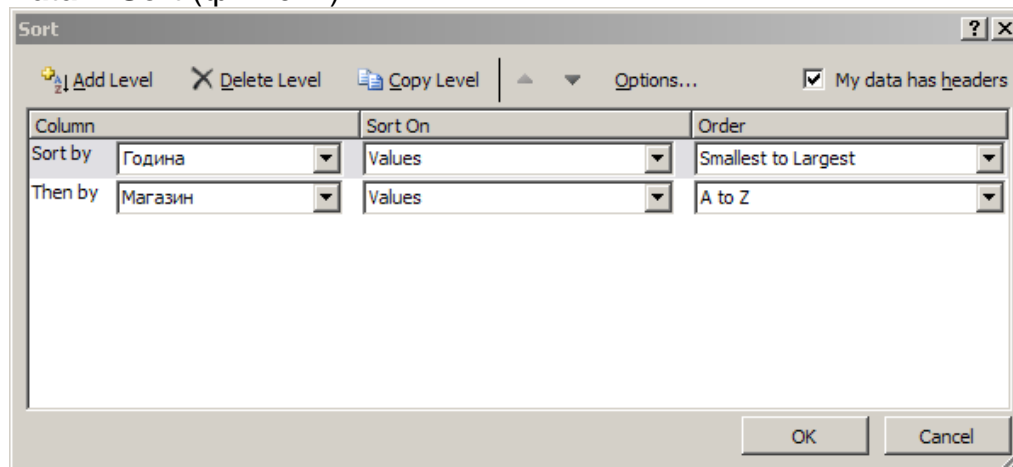 Sort
Add Level Delete Level Copy Level Options... My data has headers
Column Sort On Order
Sort by Година Values Smallest to Largest
Then by Магазин Values A to Z
OK Cancel